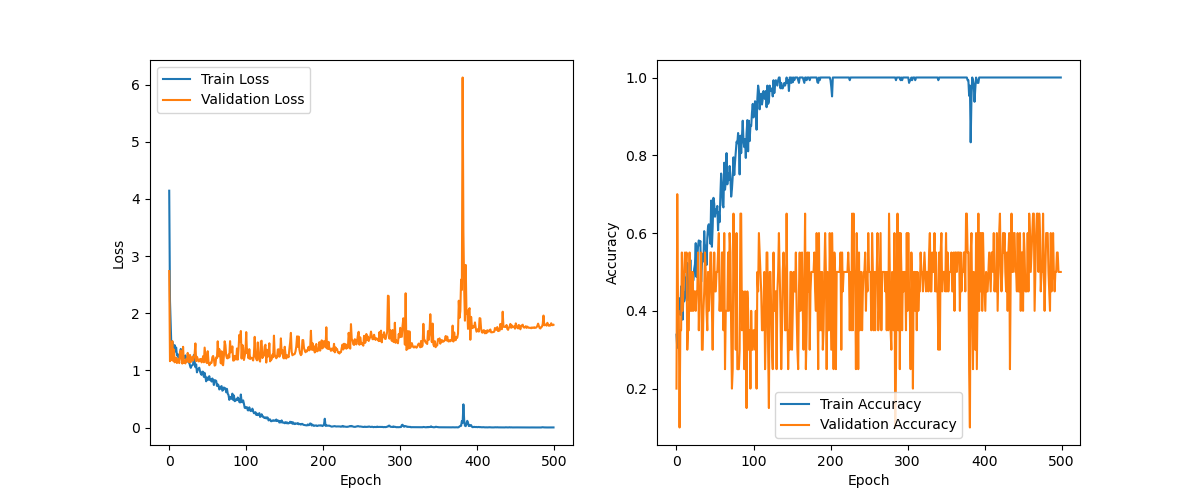 Train Loss
Validation Loss
6
5
4
3
2
1
0
Loss
0 100 200 300 400 500
Epoch
1.0
0.8
0.6
0.4
0.2
Accuracy
Train Accuracy
Validation Accuracy
0 100 200 300 400 500
Epoch